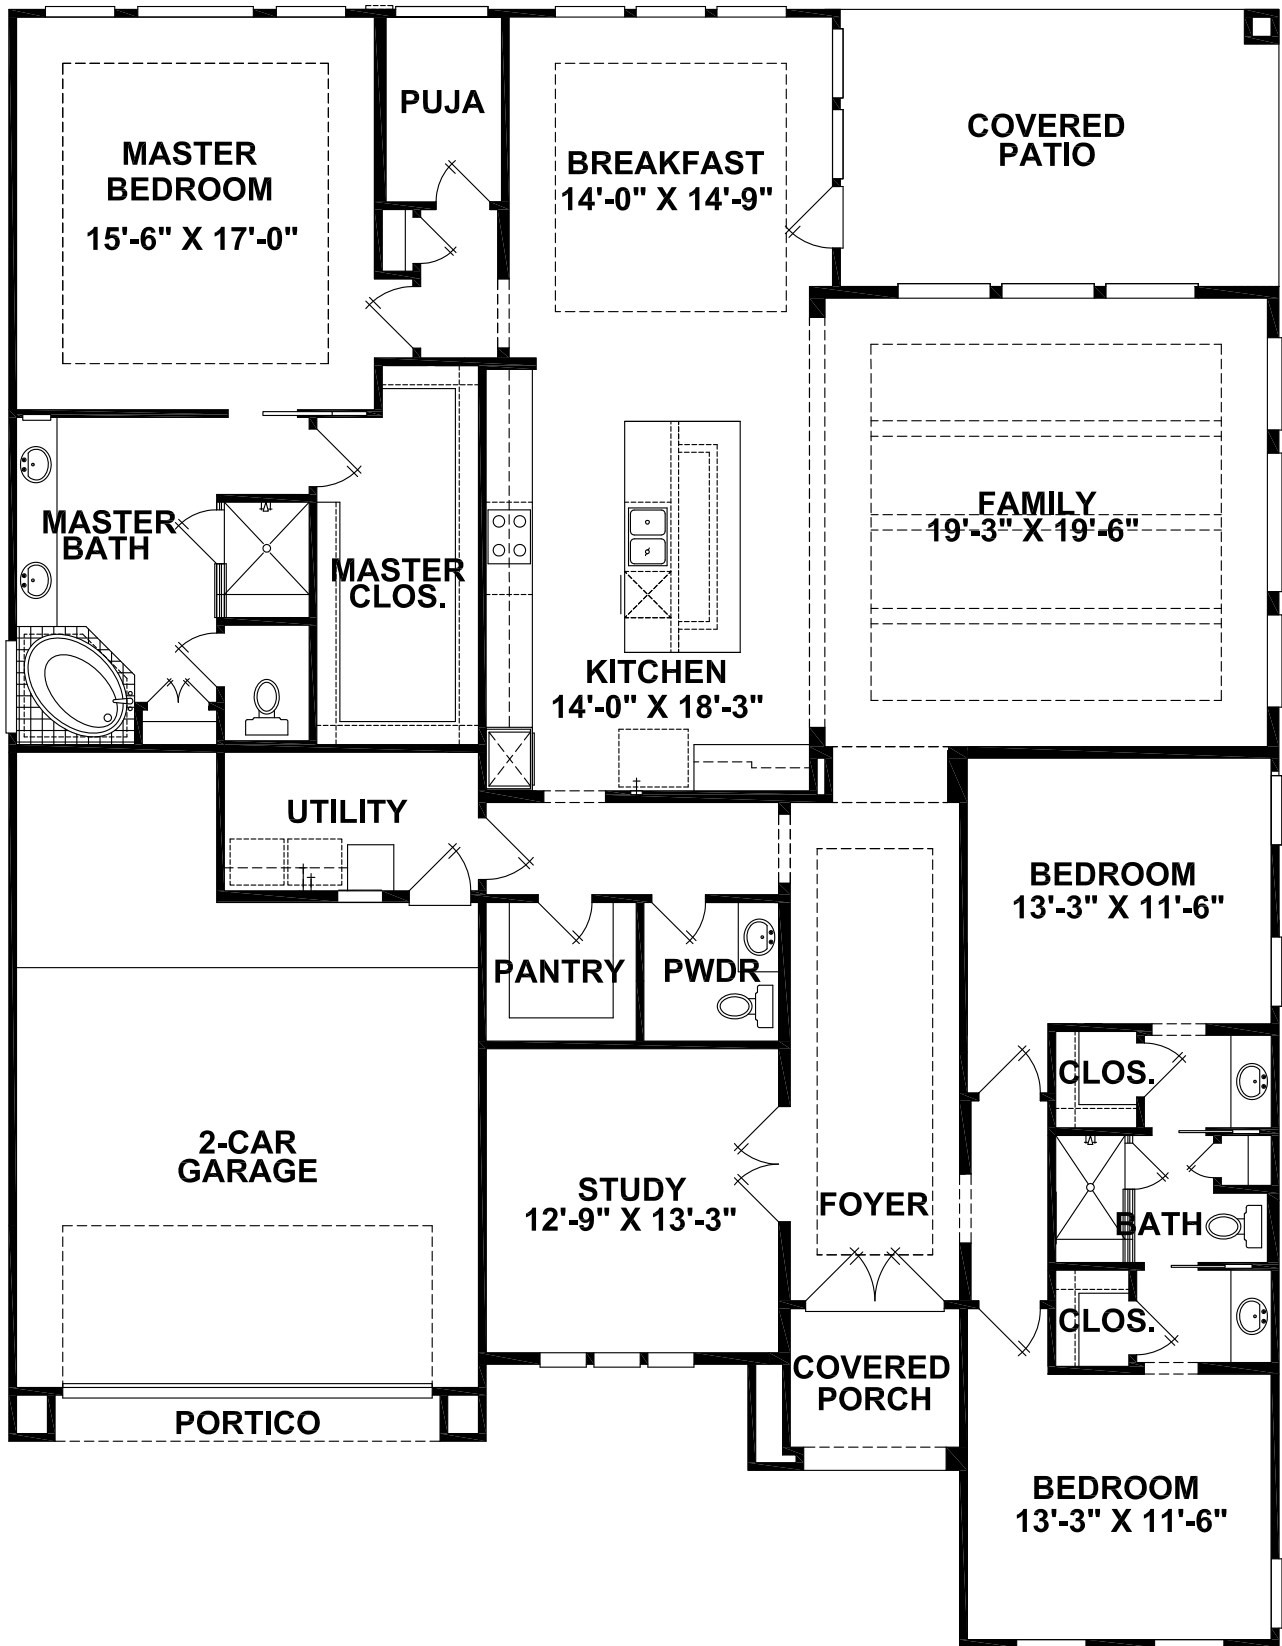 PUJA
COVERED
PATIO
MASTER
BEDROOM
15'-6" X 17'-0"
BREAKFAST
14'-0" X 14'-9"
FAMILY
19'-3" X 19'-6"
MASTER
BATH
MASTER
CLOS.
KITCHEN
14'-0" X 18'-3"
UTILITY
BEDROOM
13'-3" X 11'-6"
PANTRY
PWDR
CLOS.
2-CAR
GARAGE
STUDY
12'-9" X 13'-3"
FOYER
BATH
CLOS.
COVERED
PORCH
PORTICO
BEDROOM
13'-3" X 11'-6"